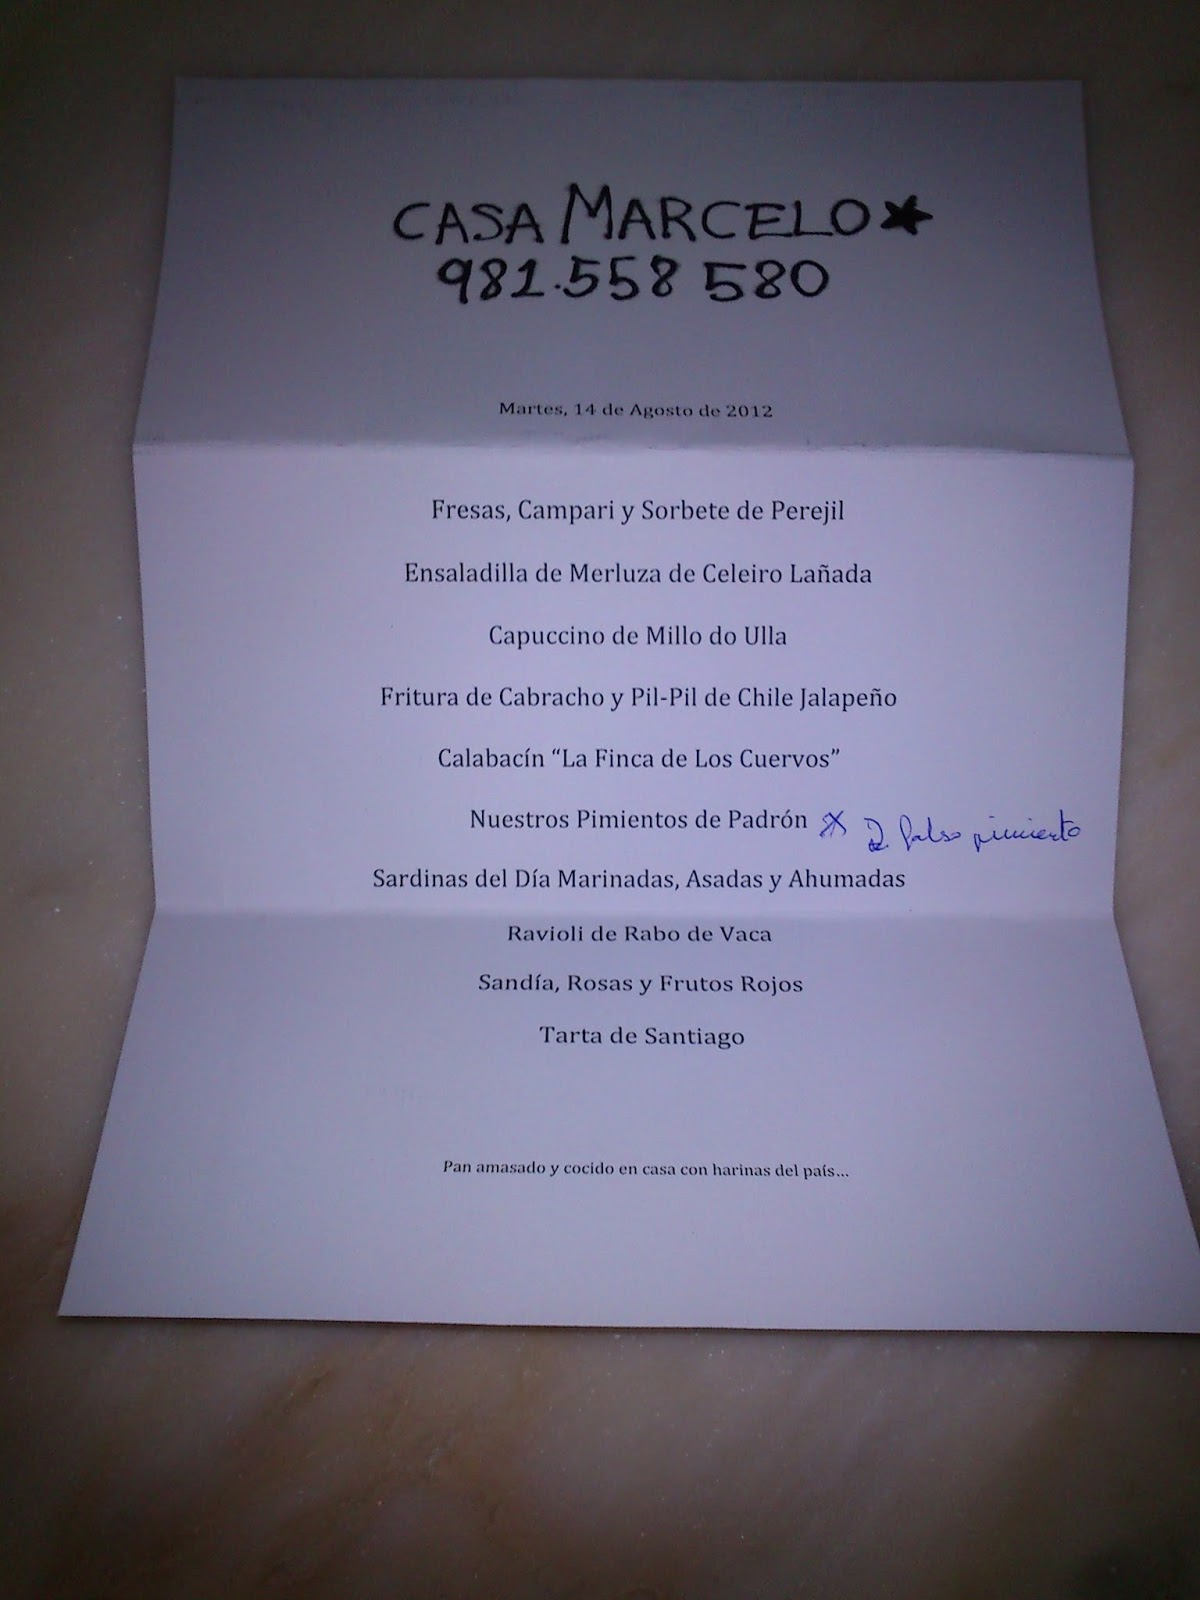 CASA MARCELO★
981.558 580
Martes, 14 de Agosto de 2012
Fresas, Campari y Sorbete de Perejil
Ensaladilla de Merluza de Celeiro Lañada
Capuccino de Millo do Ulla
Fritura de Cabracho y Pil-Pil de Chile Jalapeño
Calabacín “La Finca de Los Cuervos”
Nuestros Pimientos de Padrón falso pimiento
Sardinas del Día Marinadas, Asadas y Ahumadas
Ravioli de Rabo de Vaca
Sandía, Rosas y Frutos Rojos
Tarta de Santiago
Pan amasado y cocido en casa con harinas del país...